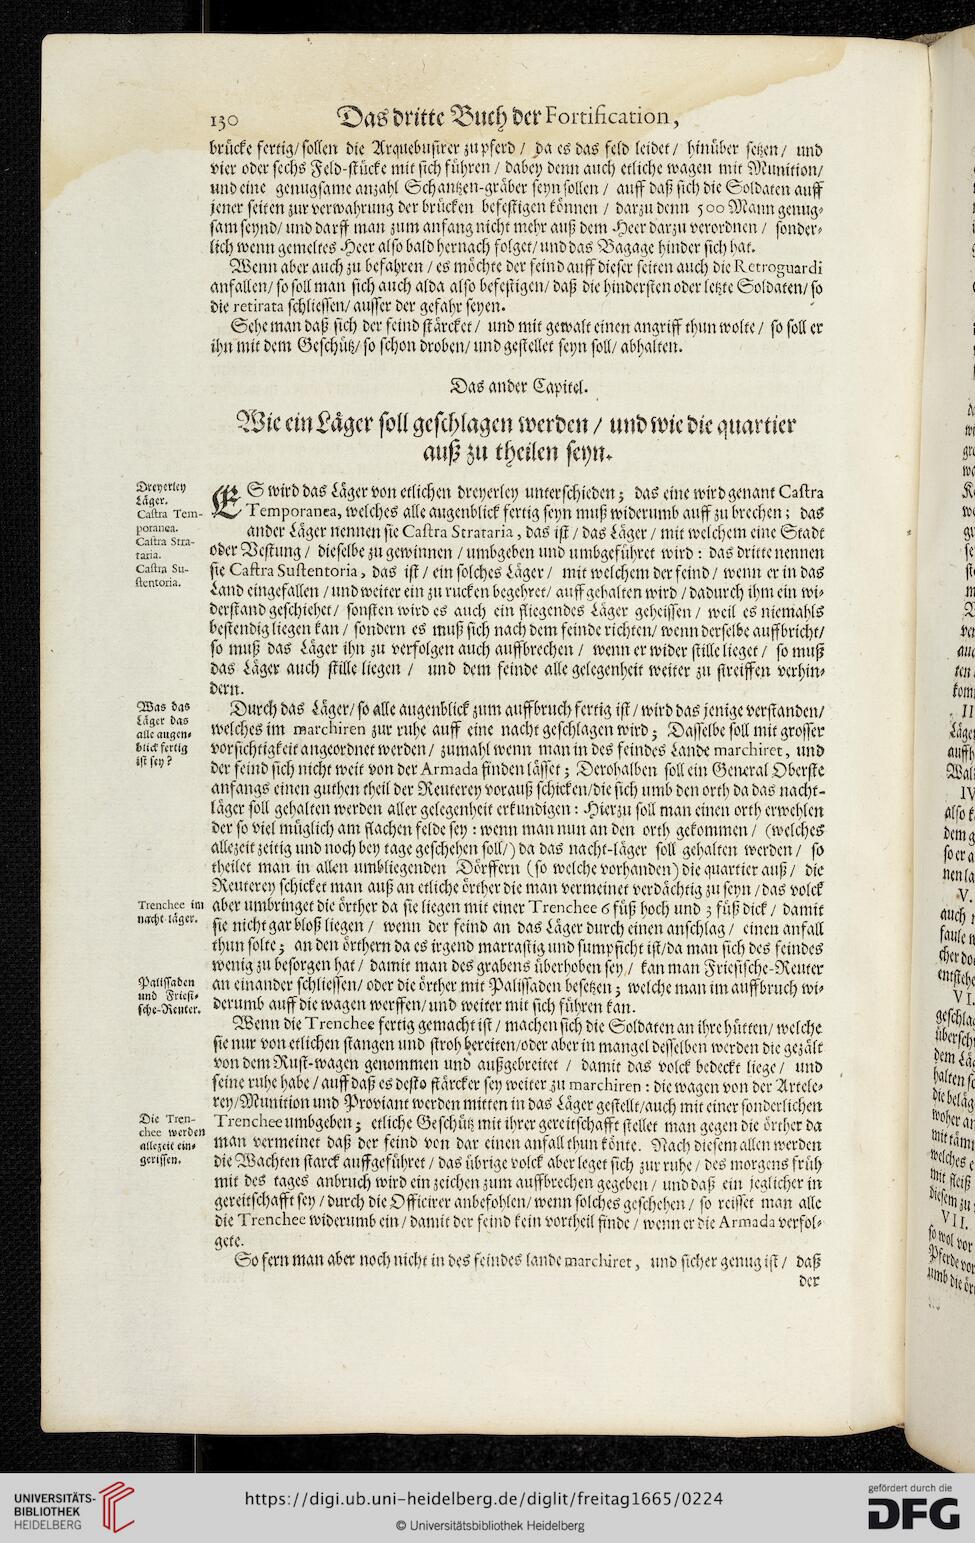 130 Das dritte Buch der Fortification,
brücke fertig/ sollen die Arquebusirer zu pferd / da es das feld leidet / hinüber setzen / und
vier oder sechs Feld-stücke mit sich führen / dabey denn auch etliche wagen mit Munition/
und eine genugsame anzahl Schantzen-gräber seyn sollen / auff daß sich die Soldaten auff
jener seiten zur verwahrung der brücken befestigen können / darzu denn 500 Mann genug-
sam seynd/ und darff man zum anfang nicht mehr auß dem Heer darzu verordnen / sonder-
lich wenn gemeltes Heer also bald hernach folget/ und das Bagage hinder sich hat.
Wenn aber auch zu befahren / es möchte der feind auff dieser seiten auch die Retroguardi
anfallen/ so soll man sich auch alda also befestigen/ daß die hindersten oder letzte Soldaten/ so
die retirata schliessen/ ausser der gefahr seyen.
Sehe man daß sich der feind stärcket / und mit gewalt einen angriff thun wolte / so soll er
ihn mit dem Geschütz/ so schon droben/ und gestellet seyn soll/ abhalten.
Das ander Capitel.
Wie ein Läger soll geschlagen werden / und wie die quartier
auß zu theilen seyn.
Dreyerley
Läger.
Castra Tem-
poranea.
Castra Stra-
taria.
Castra Su-
stentoria.
ES wird das Läger von etlichen dreyerley unterschieden; das eine wird genant Castra
Temporanea, welches alle augenblick fertig seyn muß widerumb auff zu brechen; das
ander Läger nennen sie Castra Strataria, das ist / das Läger / mit welchem eine Stadt
oder Vestung / dieselbe zu gewinnen / umbgeben und umbgeführet wird : das dritte nennen
sie Castra Sustentoria, das ist / ein solches Läger / mit welchem der feind / wenn er in das
Land eingefallen / und weiter ein zu rucken begehret/ auff gehalten wird / dadurch ihm ein wi-
derstand geschiehet/ sonsten wird es auch ein fliegendes Läger geheissen / weil es niemahls
bestendig liegen kan / sondern es muß sich nach dem feinde richten/ wenn derselbe auffbricht/
so muß das Läger ihn zu verfolgen auch auffbrechen / wenn er wider stille lieget / so muß
das Läger auch stille liegen / und dem feinde alle gelegenheit weiter zu streiffen verhin-
dern.
Was das
Läger das
alle augen-
blick fertig
ist sey?
Durch das Läger/ so alle augenblick zum auffbruch fertig ist / wird das jenige verstanden/
welches im marchiren zur ruhe auff eine nacht geschlagen wird; Dasselbe soll mit grosser
vorsichtigkeit angeordnet werden / zumahl wenn man in des feindes Lande marchiret, und
der feind sich nicht weit von der Armada finden lässet; Derohalben soll ein General Oberste
anfangs einen guthen theil der Reuterey vorauß schicken/die sich umb den orth da das nacht-
läger soll gehalten werden aller gelegenheit erkundigen : Hierzu soll man einen orth erwehlen
der so viel müglich am flachen felde sey : wenn man nun an den orth gekommen / (welches
allezeit zeitig und noch bey tage geschehen soll/) da das nacht-läger soll gehalten werden / so
theilet man in allen umbliegenden Dörffern (so welche vorhanden) die quartier auß / die
Reuterey schicket man auß an etliche örther die man vermeinet verdächtig zu seyn / das volck
Trenchee im
nacht-läger.
aber umbringet die örther da sie liegen mit einer Trenchee 6 füß hoch und 3 füß dick / damit
sie nicht gar bloß liegen / wenn der feind an das Läger durch einen anschlag / einen anfall
thun solte; an den örthern da es irgend marrastig und sumpficht ist/da man sich des feindes
wenig zu besorgen hat / damit man des grabens überhoben sey / kan man Friesische-Reuter
Palissaden
und Friesi-
sche-Reuter.
an einander schliessen/ oder die örther mit Palissaden besetzen; welche man im auffbruch wi-
derumb auff die wagen werffen/ und weiter mit sich führen kan.
Wenn die Trenchee fertig gemacht ist / machen sich die Soldaten an ihre hütten/ welche
sie nur von etlichen stangen und stroh bereiten/oder aber in mangel desselben werden die gezält
von dem Rust-wagen genommen und außgebreitet / damit das volck bedeckt liege / und
seine ruhe habe / auff daß es desto stärcker sey weiter zu marchiren : die wagen von der Artele-
rey/Munition und Proviant werden mitten in das Läger gestellt/auch mit einer sonderlichen
Die Tren-
chee werden
allezeit ein-
gerissen.
Trenchee umbgeben; etliche Geschütz mit ihrer gereitschafft stellet man gegen die örther da
man vermeinet daß der feind von dar einen anfall thun könte. Nach diesem allen werden
die Wachten starck auffgeführet / das übrige volck aber leget sich zur ruhe / des morgens früh
mit des tages anbruch wird ein zeichen zum auffbrechen gegeben / und daß ein jeglicher in
gereitschafft sey / durch die Officirer anbefohlen/ wenn solches geschehen / so reisset man alle
die Trenchee widerumb ein / damit der feind kein vortheil finde / wenn er die Armada verfol-
gete.
So fern man aber noch nicht in des feindes lande marchiret, und sicher genug ist / daß
der
UNIVERSITÄTS-
BIBLIOTHEK
HEIDELBERG
https://digi.ub.uni-heidelberg.de/diglit/freitag1665/0224
© Universitätsbibliothek Heidelberg
gefördert durch die
DFG